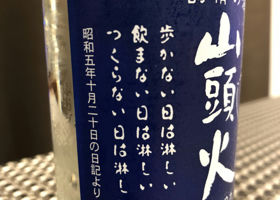 山頭火
歩かない日は淋しい
飲まない日は淋しい
つくらない日は淋しい
昭和五年十月二十日の日記より